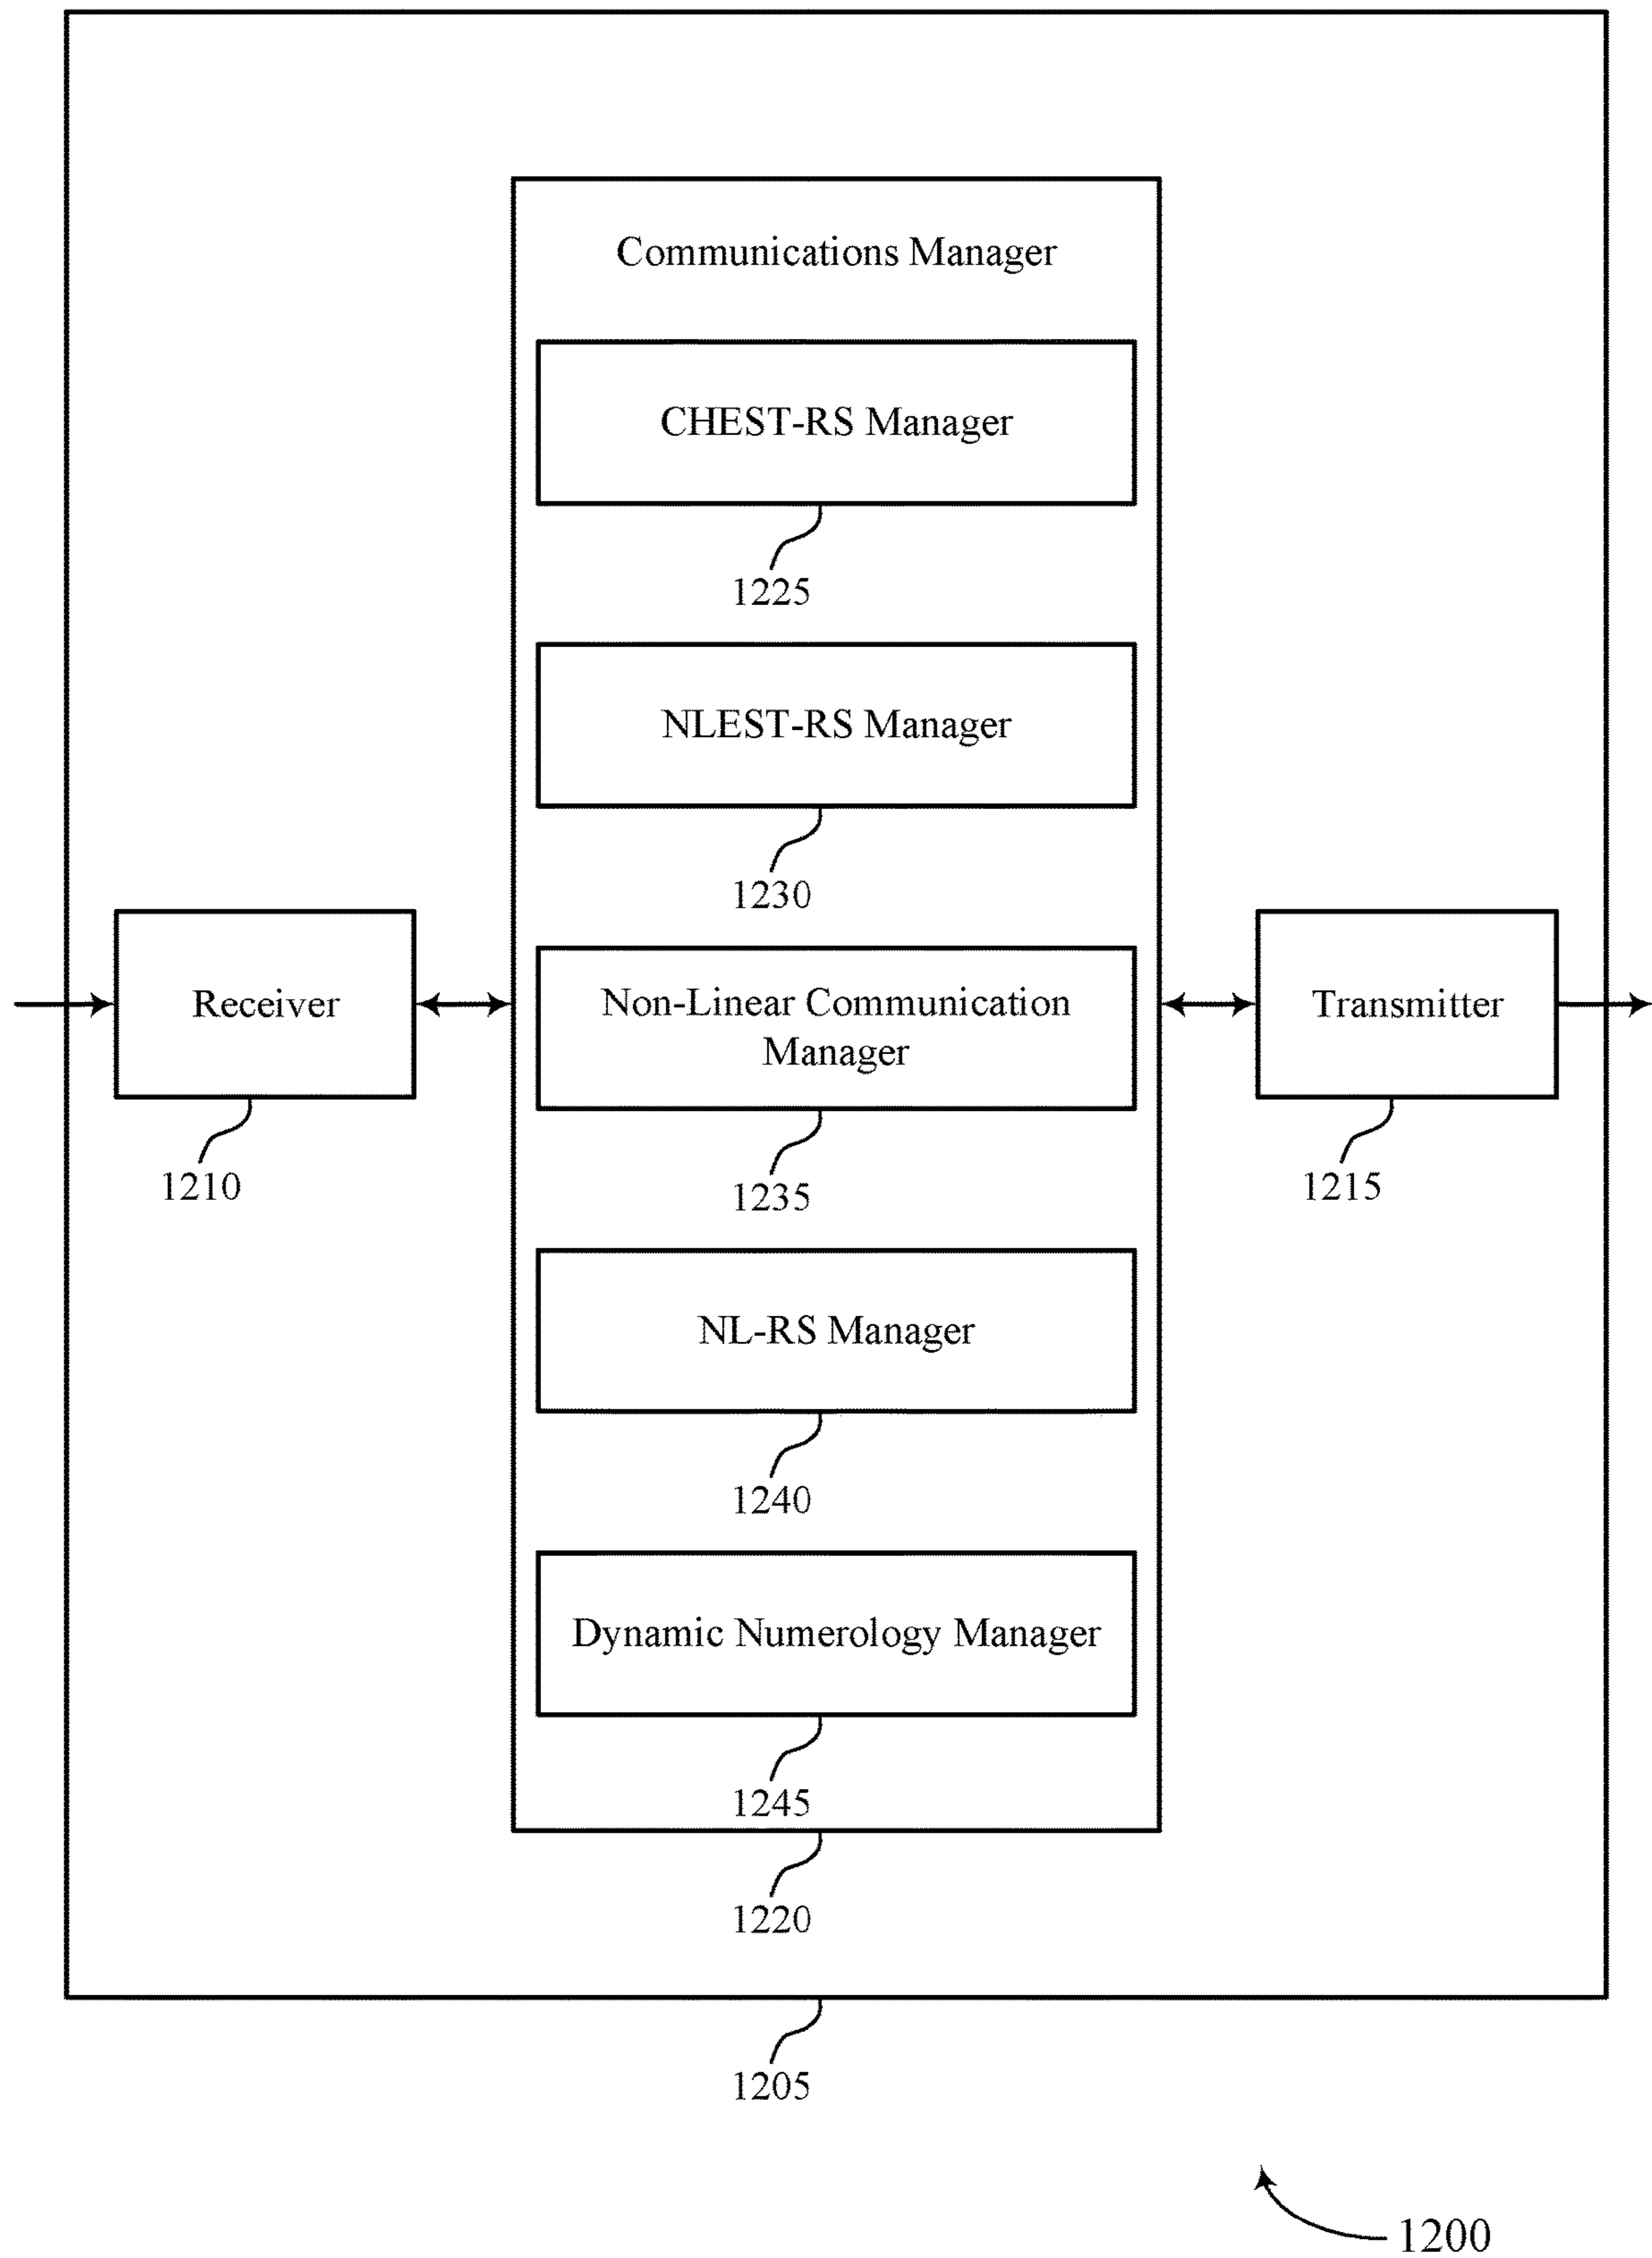 Communications Manager
CHEST-RS Manager
1225
NLEST-RS Manager
1230
Receiver
1210
Non-Linear Communication
Manager
1235
Transmitter
1215
NL-RS Manager
1240
Dynamic Numerology Manager
1245
1220
1205
1200